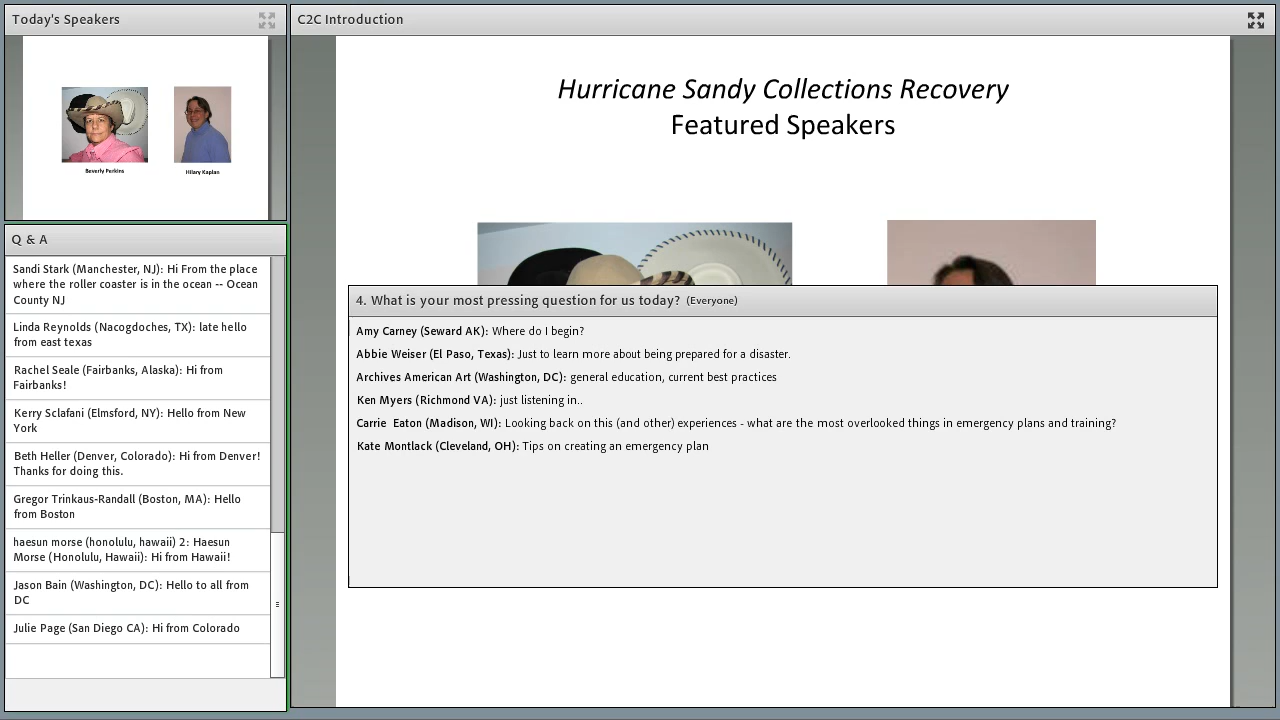 Today's Speakers
Beverly Perkins
Hilary Kaplan
Q & A
Sandi Stark (Manchester, NJ): Hi From the place
where the roller coaster is in the ocean -- Ocean
County NJ
Linda Reynolds (Nacogdoches, TX): late hello
from east texas
Rachel Seale (Fairbanks, Alaska): Hi from
Fairbanks!
Kerry Sclafani (Elmsford, NY): Hello from New
York
Beth Heller (Denver, Colorado): Hi from Denver!
Thanks for doing this.
Gregor Trinkaus-Randall (Boston, MA): Hello
from Boston
haesun morse (honolulu, hawaii) 2: Haesun
Morse (Honolulu, Hawaii): Hi from Hawaii!
Jason Bain (Washington, DC): Hello to all from
DC
Julie Page (San Diego CA): Hi from Colorado
C2C Introduction
Hurricane Sandy Collections Recovery
Featured Speakers
4. What is your most pressing question for us today? (Everyone)
Amy Carney (Seward AK): Where do I begin?
Abbie Weiser (El Paso, Texas): Just to learn more about being prepared for a disaster.
Archives American Art (Washington, DC): general education, current best practices
Ken Myers (Richmond VA): just listening in..
Carrie Eaton (Madison, WI): Looking back on this (and other) experiences - what are the most overlooked things in emergency plans and training?
Kate Montlack (Cleveland, OH): Tips on creating an emergency plan